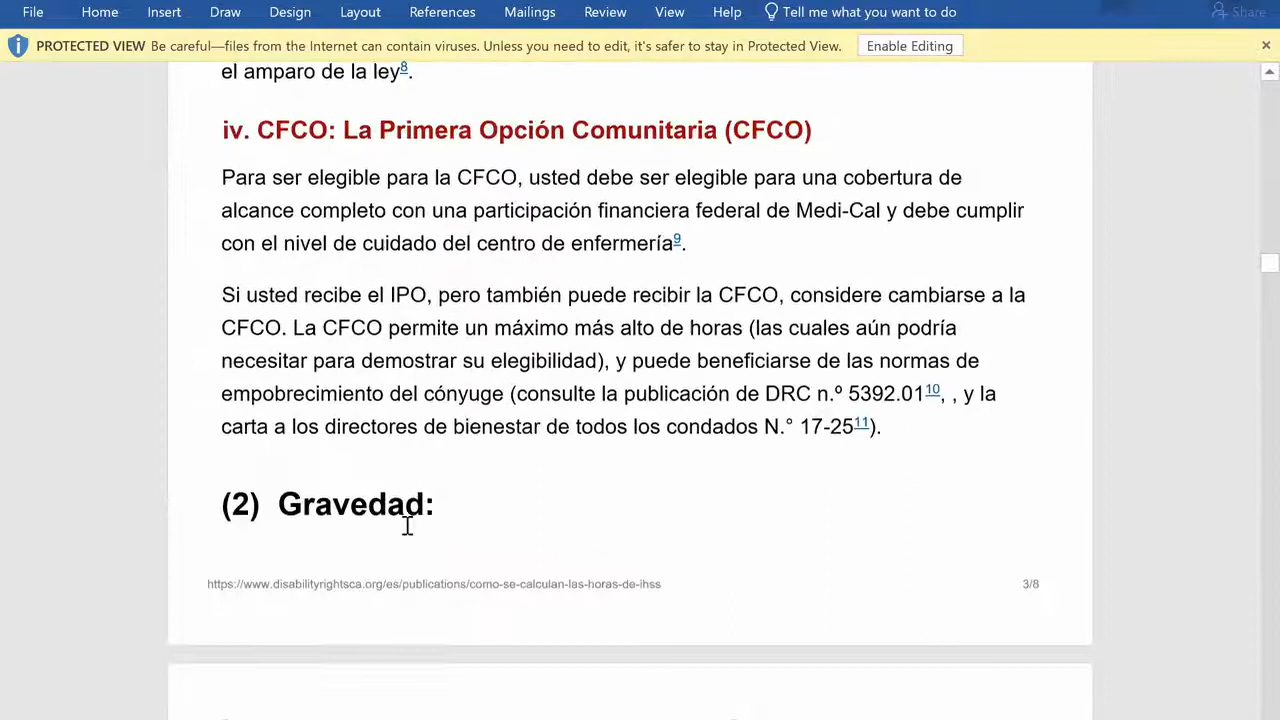 File Home Insert Draw Design Layout References Mailings Review View Help Tell me what you want to do Share
PROTECTED VIEW Be careful—files from the Internet can contain viruses. Unless you need to edit, it's safer to stay in Protected View. Enable Editing
el amparo de la ley8.
iv. CFCO: La Primera Opción Comunitaria (CFCO)
Para ser elegible para la CFCO, usted debe ser elegible para una cobertura de
alcance completo con una participación financiera federal de Medi-Cal y debe cumplir
con el nivel de cuidado del centro de enfermería9.
Si usted recibe el IPO, pero también puede recibir la CFCO, considere cambiarse a la
CFCO. La CFCO permite un máximo más alto de horas (las cuales aún podría
necesitar para demostrar su elegibilidad), y puede beneficiarse de las normas de
empobrecimiento del cónyuge (consulte la publicación de DRC n.º 5392.0110, , y la
carta a los directores de bienestar de todos los condados N.° 17-2511).
(2) Gravedad:
https://www.disabilityrightsca.org/es/publications/como-se-calculan-las-horas-de-ihss 3/8